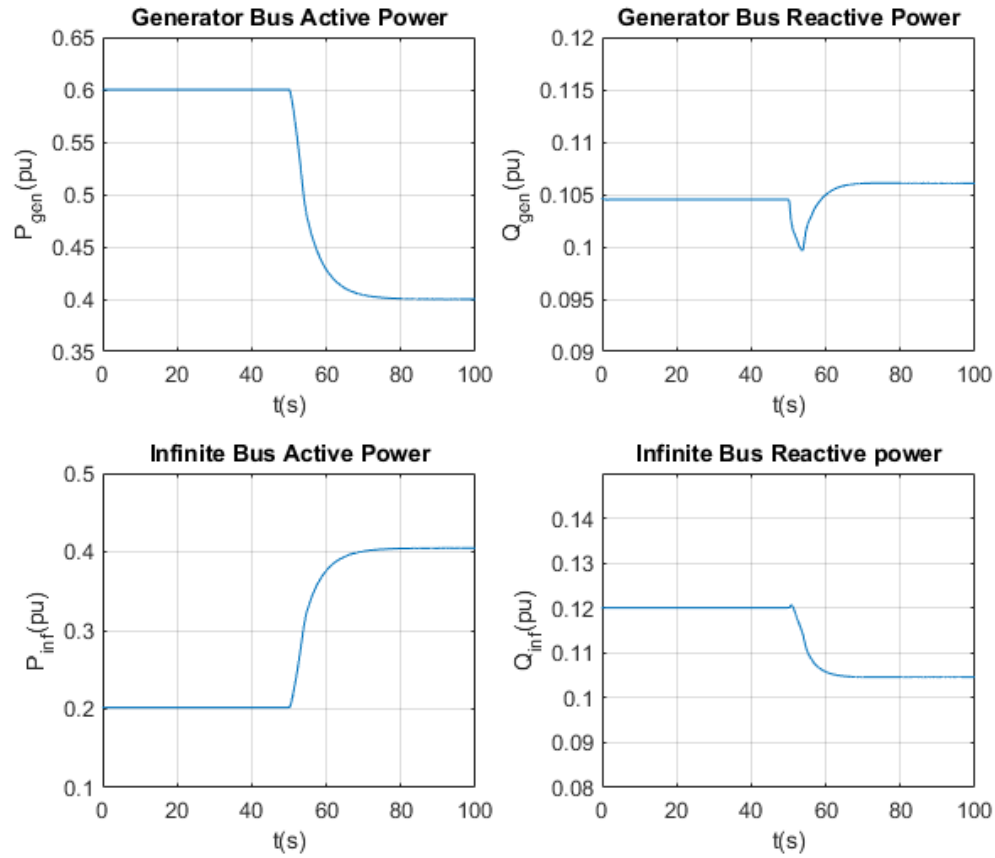 Generator Bus Active Power
0.65
0.6
0.55
0.5
0.45
0.4
0.35
P_gen(pu)
0 20 40 60 80 100
t(s)
Generator Bus Reactive Power
0.12
0.115
0.11
0.105
0.1
0.095
0.09
Q_gen(pu)
0 20 40 60 80 100
t(s)
Infinite Bus Active Power
0.5
0.4
0.3
0.2
0.1
P_inf(pu)
0 20 40 60 80 100
t(s)
Infinite Bus Reactive power
0.14
0.13
0.12
0.11
0.1
0.09
0.08
Q_inf(pu)
0 20 40 60 80 100
t(s)